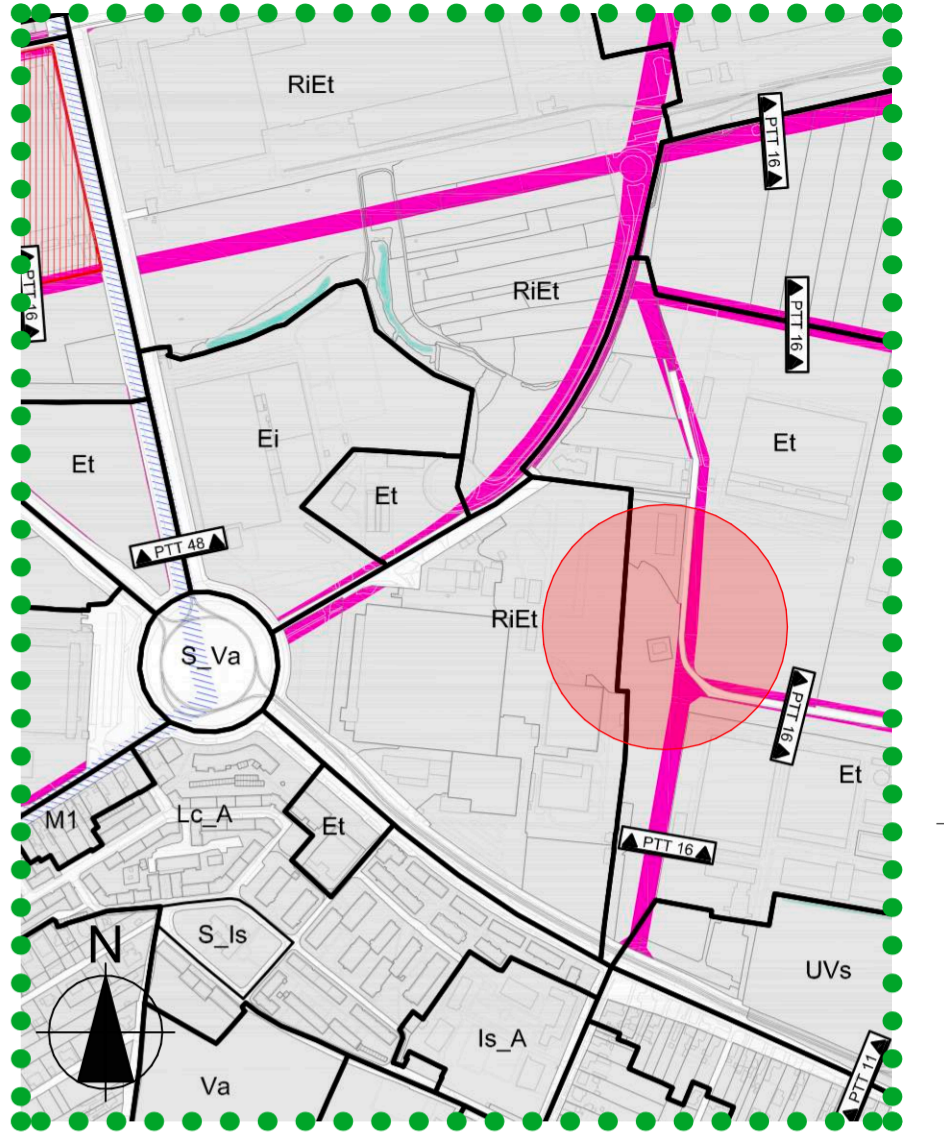 RiEt
PTT 16
RiEt
PTT 16
PTT 16
Ei
Et
Et
Et
PTT 48
RiEt
S_Va
PTT 16
Et
M1
Lc_A
Et
PTT 16
S_Is
N
UVs
Is_A
Va
PTT 11